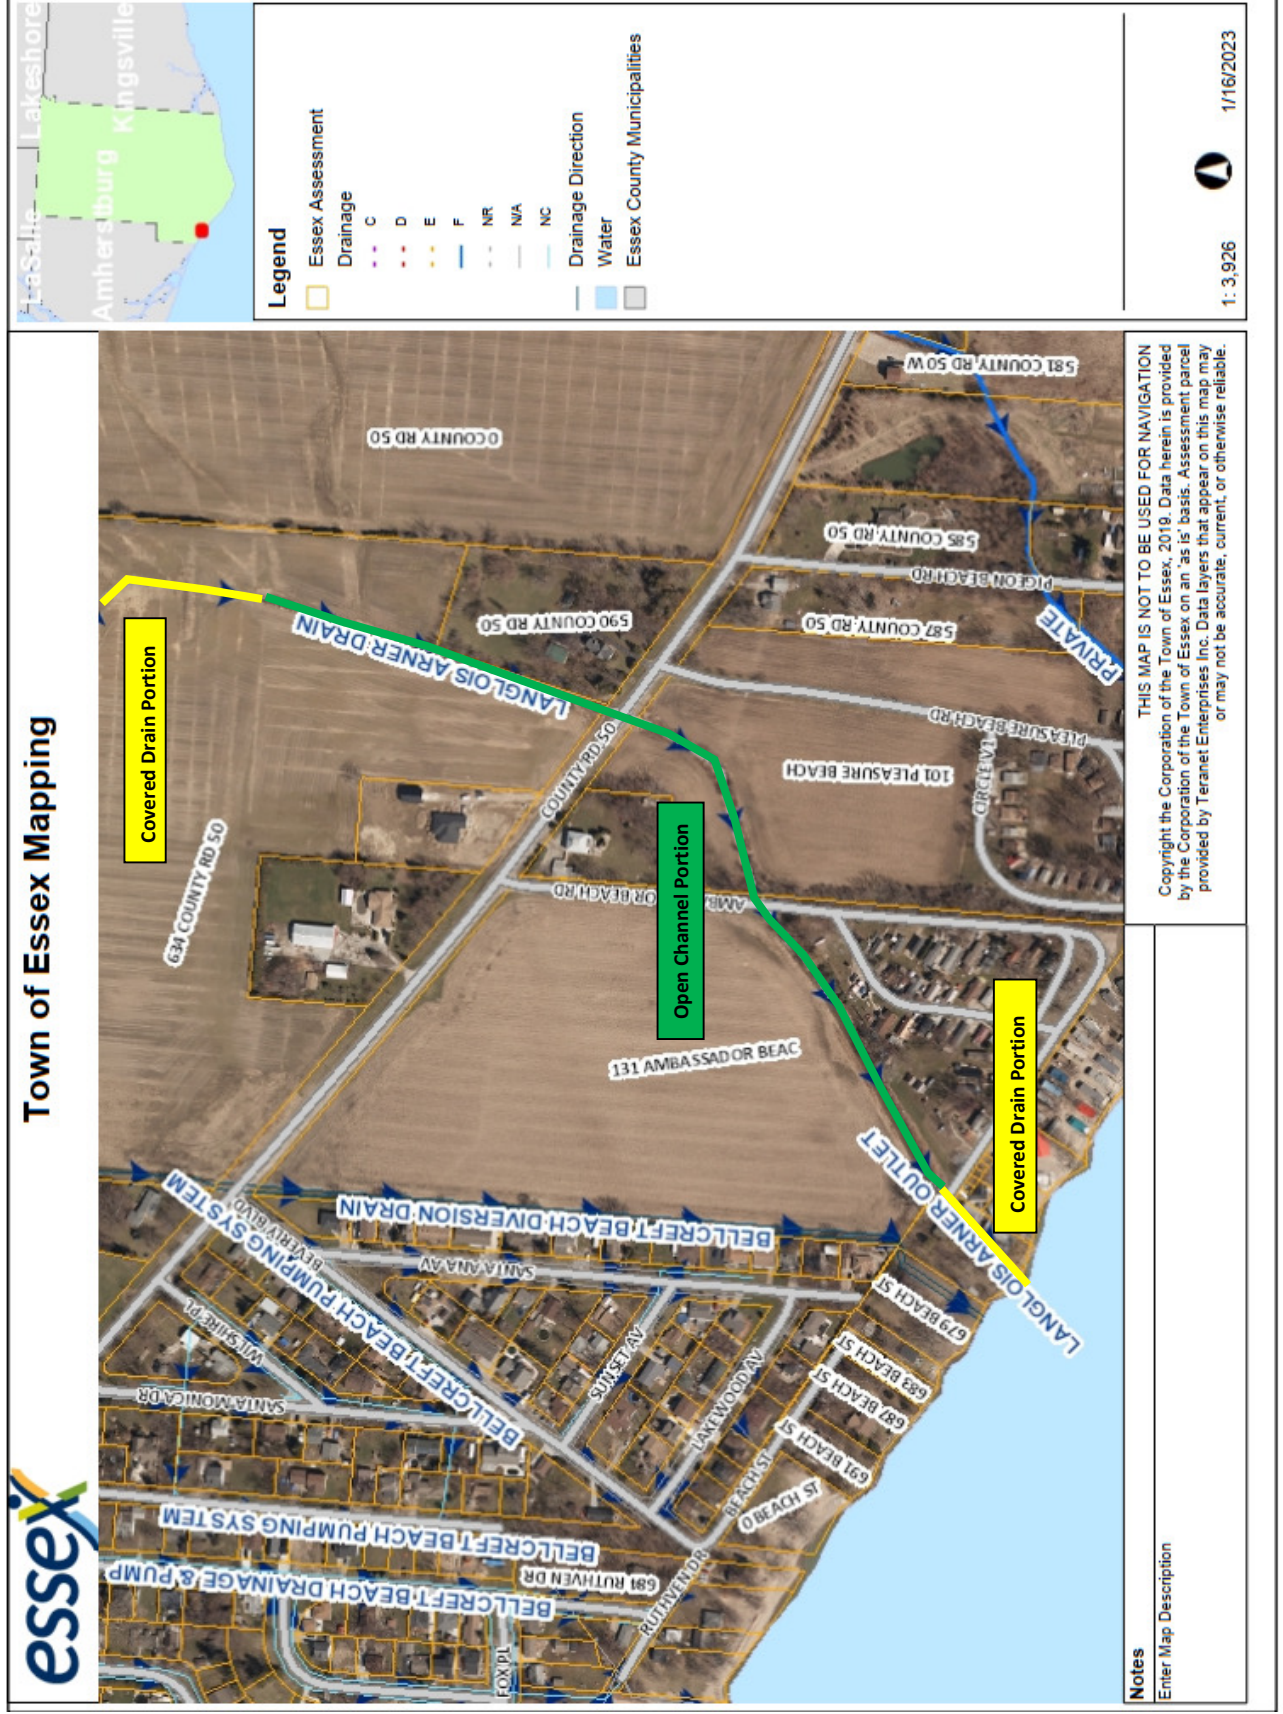 essex
Town of Essex Mapping
LaSalle
Lakeshore
Amherstburg
Kingsville
Legend
Essex Assessment
Drainage
C
D
E
F
NR
N/A
NC
Drainage Direction
Water
Essex County Municipalities
1: 3,926
1/16/2023
Covered Drain Portion
634 COUNTY RD 50
0 COUNTY RD 50
LANGLOIS ARNER DRAIN
590 COUNTY RD 50
COUNTY RD 50
581 COUNTY RD 50 W
585 COUNTY RD 50
PIGEON BEACH RD
587 COUNTY RD 50
PRIVATE
PLEASURE BEACH RD
101 PLEASURE BEACH
CIRCLE V1
Open Channel Portion
131 AMBASSADOR BEAC
Covered Drain Portion
LANGLOIS ARNER OUTLET
BELLCREFT BEACH DIVERSION DRAIN
BELLCREFT BEACH PUMPING SYSTEM
BEVERLY BLVD
SANTA ANA AV
WILSHIRE PL
SANTA MONICA DR
SUNSET AV
LAKEWOOD AV
679 BEACH ST
683 BEACH ST
687 BEACH ST
691 BEACH ST
BEACH ST
0 BEACH ST
BELLCREFT BEACH PUMPING SYSTEM
BELLCREFT BEACH DRAINAGE & PUMP
681 RUTHVEN DR
RUTHVEN DR
FOX PL
Notes
Enter Map Description
THIS MAP IS NOT TO BE USED FOR NAVIGATION
Copyright the Corporation of the Town of Essex, 2019. Data herein is provided
by the Corporation of the Town of Essex on an 'as is' basis. Assessment parcel
provided by Teranet Enterprises Inc. Data layers that appear on this map may
or may not be accurate, current, or otherwise reliable.